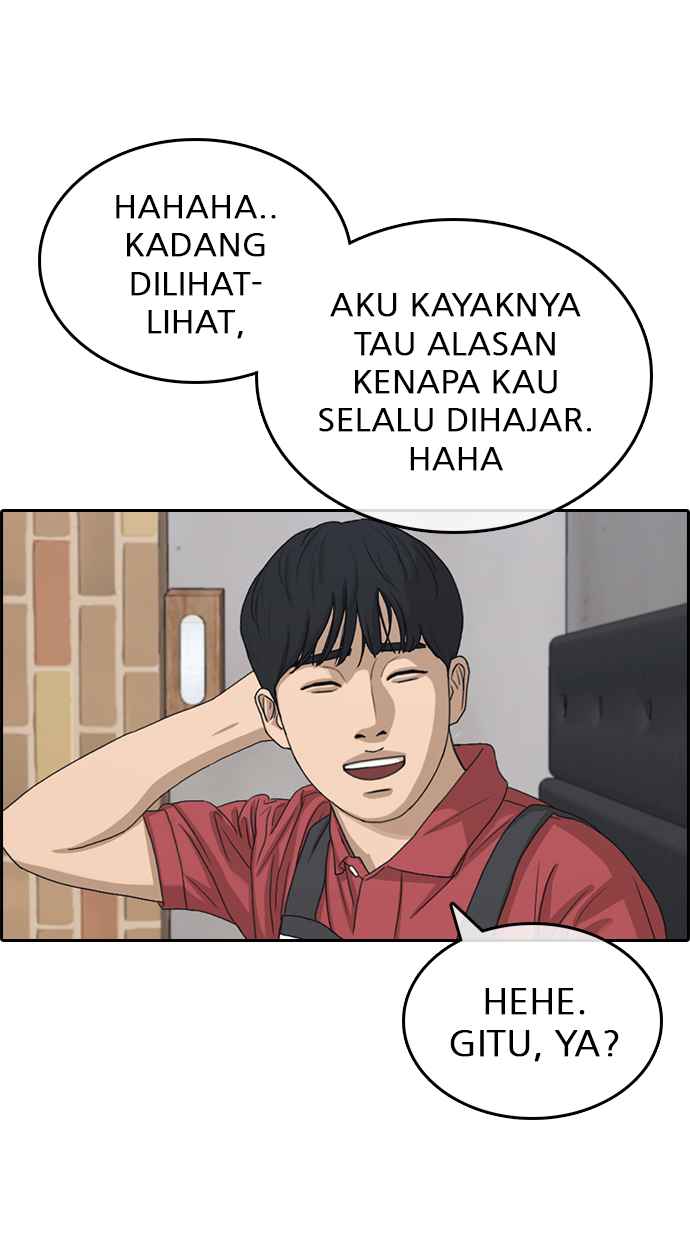 HAHAHA..
KADANG
DILIHAT-
LIHAT,
AKU KAYAKNYA
TAU ALASAN
KENAPA KAU
SELALU DIHAJAR.
HAHA
HEHE.
GITU, YA?